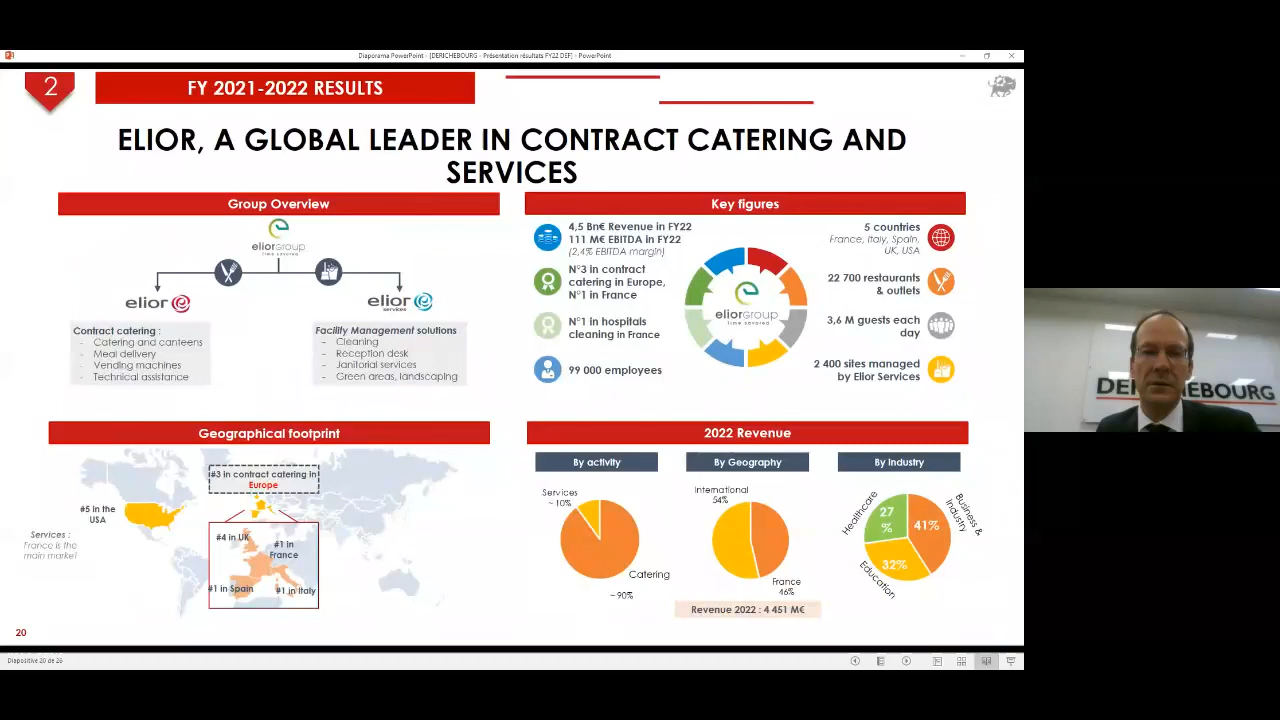 Diaporama PowerPoint - [DERICHEBOURG - Présentation résultats FY22 DEF] - PowerPoint
2
FY 2021-2022 RESULTS
ELIOR, A GLOBAL LEADER IN CONTRACT CATERING AND
SERVICES
Group Overview
eliorgroup
time savored
elior
elior
services
Contract catering :
- Catering and canteens
- Meal delivery
- Vending machines
- Technical assistance
Facility Management solutions
- Cleaning
- Reception desk
- Janitorial services
- Green areas, landscaping
Key figures
4,5 Bn€ Revenue in FY22
111 M€ EBITDA in FY22
(2,4% EBITDA margin)
N°3 in contract
catering in Europe,
N°1 in France
N°1 in hospitals
cleaning in France
99 000 employees
eliorgroup
time savored
5 countries
France, Italy, Spain,
UK, USA
22 700 restaurants
& outlets
3,6 M guests each
day
2 400 sites managed
by Elior Services
Geographical footprint
#3 in contract catering in
Europe
#5 in the
USA
Services :
France is the
main market
#4 in UK
#1 in
France
#1 in Spain
#1 in Italy
2022 Revenue
By activity
Services
~10%
Catering
~90%
By Geography
International
54%
France
46%
Revenue 2022 : 4 451 M€
By Industry
Healthcare
27
%
41%
Business &
Industry
32%
Education
20
Diapositive 20 de 26
DERICHEBOURG